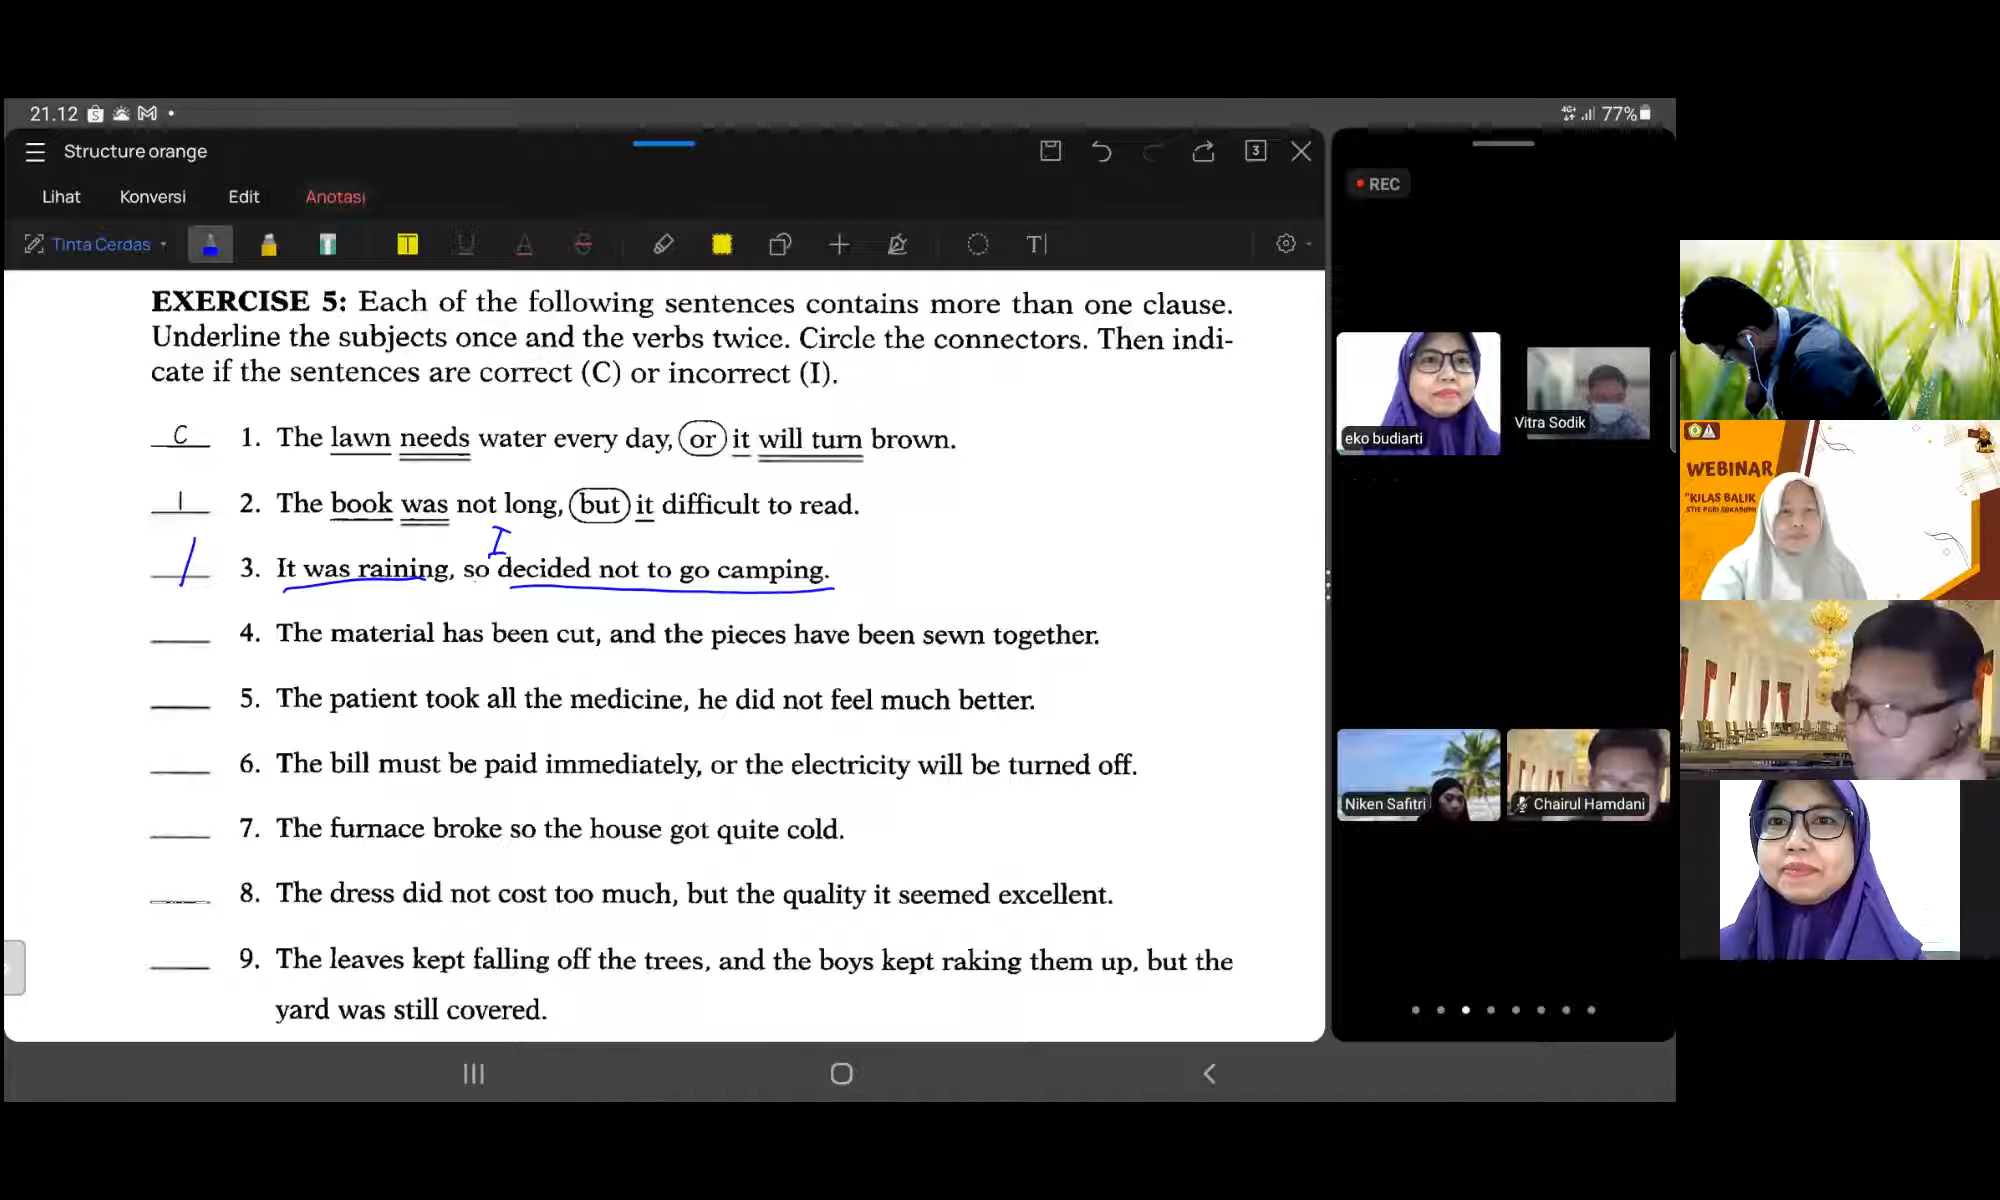 21.12
4G+ 77%
Structure orange
3
Lihat Konversi Edit Anotasi
Tinta Cerdas
REC
EXERCISE 5: Each of the following sentences contains more than one clause.
Underline the subjects once and the verbs twice. Circle the connectors. Then indi-
cate if the sentences are correct (C) or incorrect (I).
C 1. The lawn needs water every day, or it will turn brown.
I 2. The book was not long, but it difficult to read.
I
I 3. It was raining, so decided not to go camping.
4. The material has been cut, and the pieces have been sewn together.
5. The patient took all the medicine, he did not feel much better.
6. The bill must be paid immediately, or the electricity will be turned off.
7. The furnace broke so the house got quite cold.
8. The dress did not cost too much, but the quality it seemed excellent.
9. The leaves kept falling off the trees, and the boys kept raking them up, but the
yard was still covered.
eko budiarti
Vitra Sodik
Niken Safitri
Chairul Hamdani
WEBINAR
"KILAS BALIK
STIE PGRI SUKABUMI